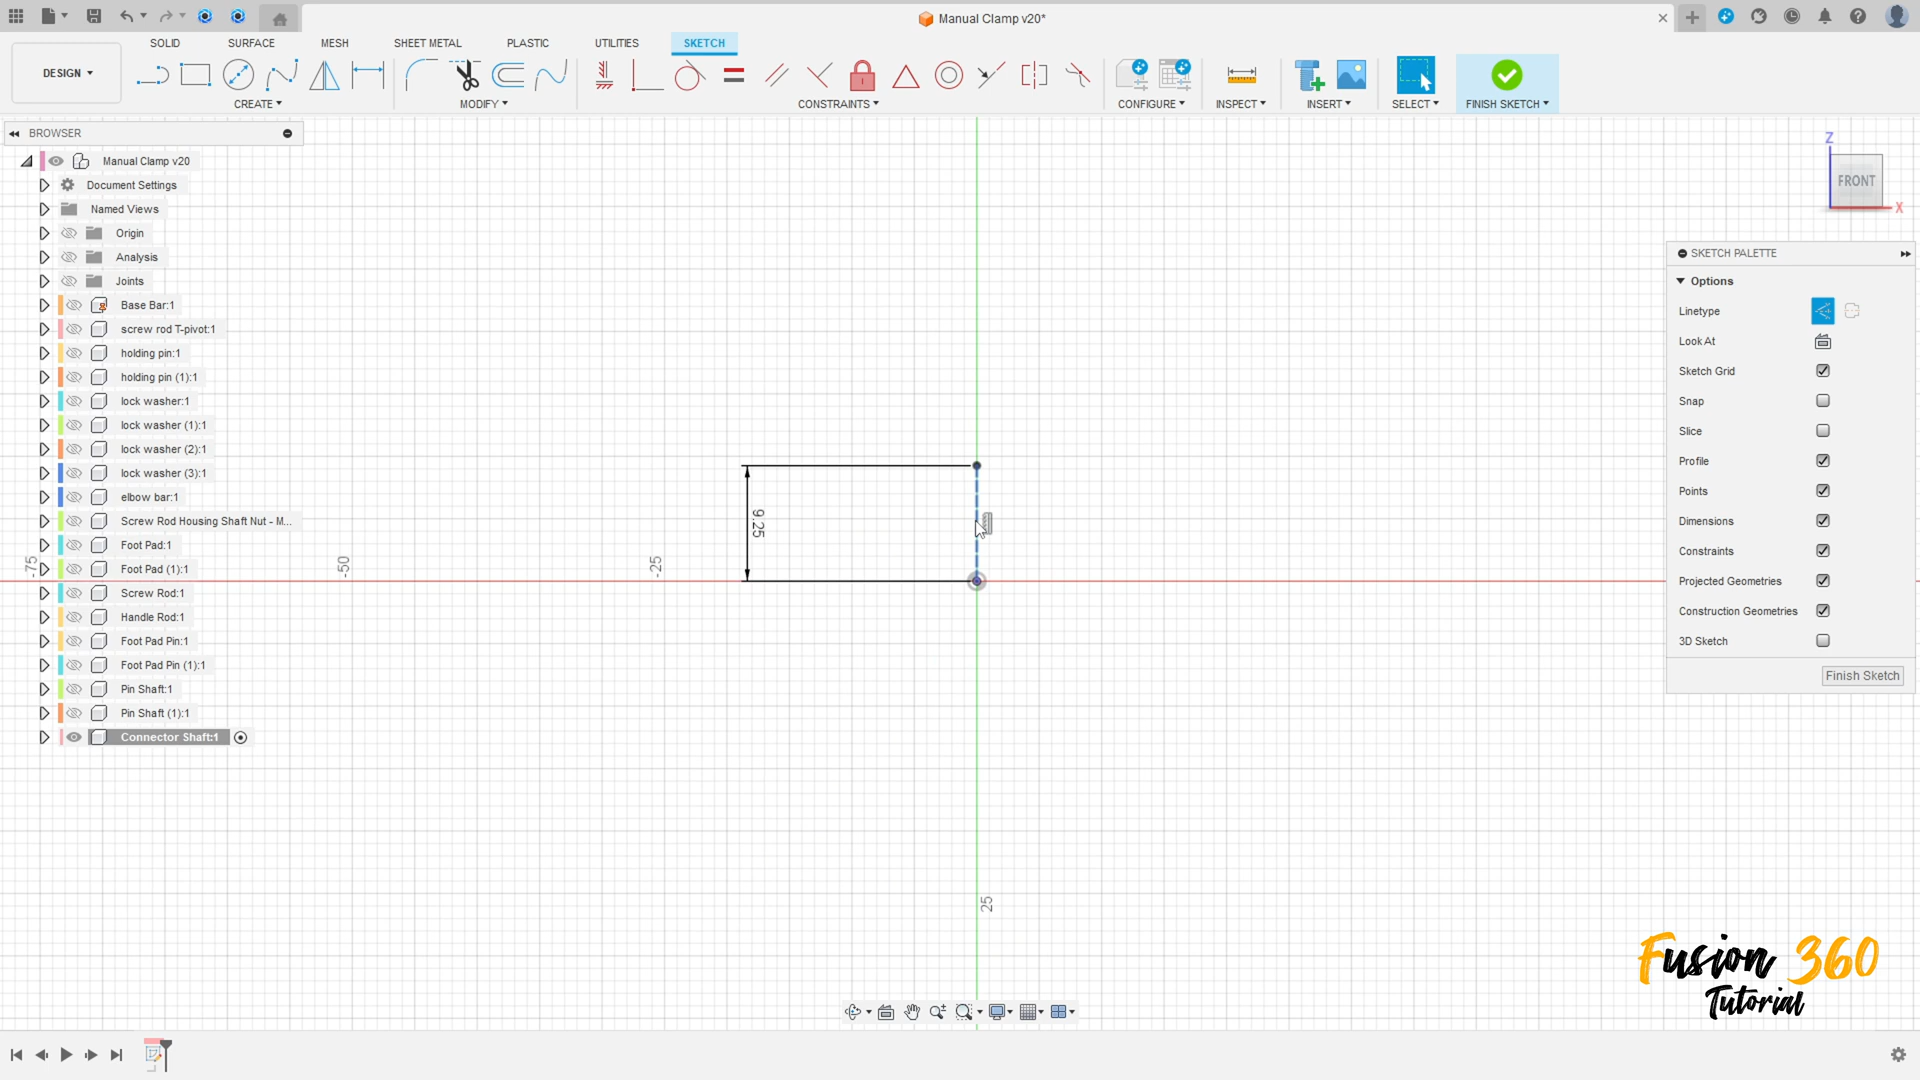 Manual Clamp v20*
SOLID
SURFACE
MESH
SHEET METAL
PLASTIC
UTILITIES
SKETCH
DESIGN
CREATE
MODIFY
CONSTRAINTS
CONFIGURE
INSPECT
INSERT
SELECT
FINISH SKETCH
BROWSER
Manual Clamp v20
Document Settings
Named Views
Origin
Analysis
Joints
Base Bar:1
screw rod T-pivot:1
holding pin:1
holding pin (1):1
lock washer:1
lock washer (1):1
lock washer (2):1
lock washer (3):1
elbow bar:1
Screw Rod Housing Shaft Nut - M...
Foot Pad:1
Foot Pad (1):1
Screw Rod:1
Handle Rod:1
Foot Pad Pin:1
Foot Pad Pin (1):1
Pin Shaft:1
Pin Shaft (1):1
Connector Shaft:1
-75
-50
-25
9.25
25
Z
FRONT
X
SKETCH PALETTE
Options
Linetype
Look At
Sketch Grid
Snap
Slice
Profile
Points
Dimensions
Constraints
Projected Geometries
Construction Geometries
3D Sketch
Finish Sketch
Fusion 360
Tutorial